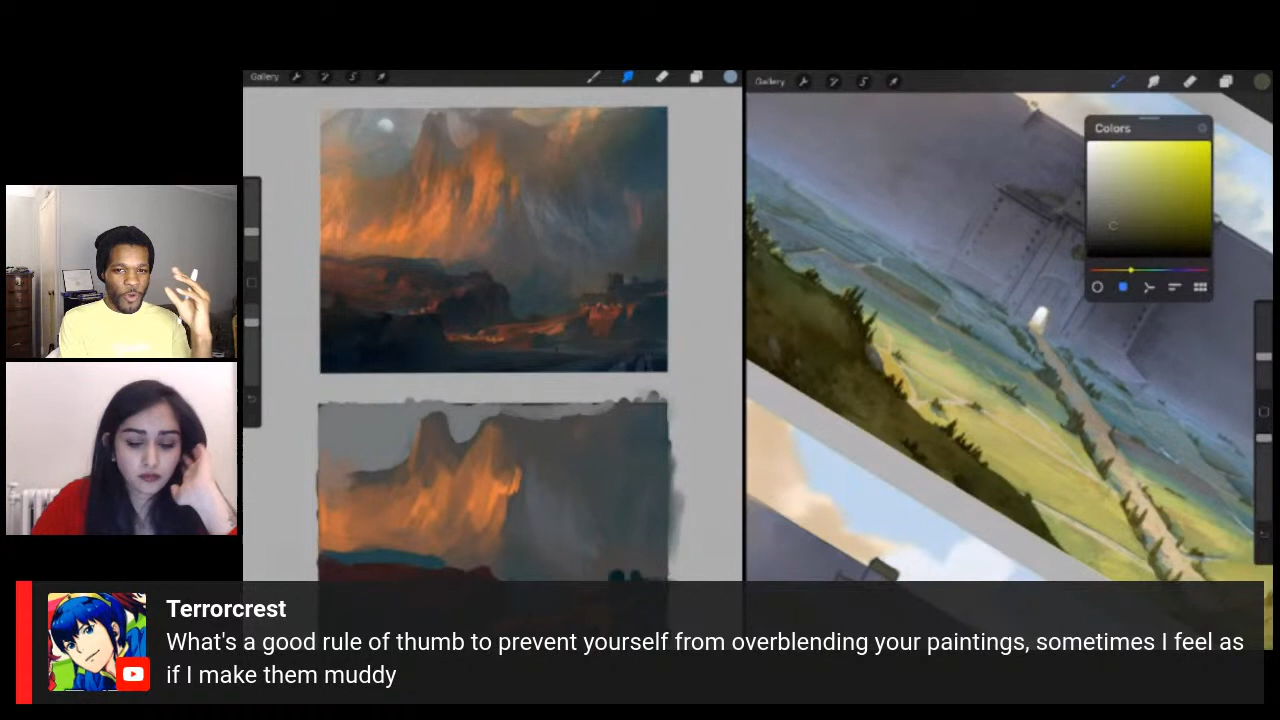 Gallery
Gallery
Colors
Terrorcrest
What's a good rule of thumb to prevent yourself from overblending your paintings, sometimes I feel as
if I make them muddy